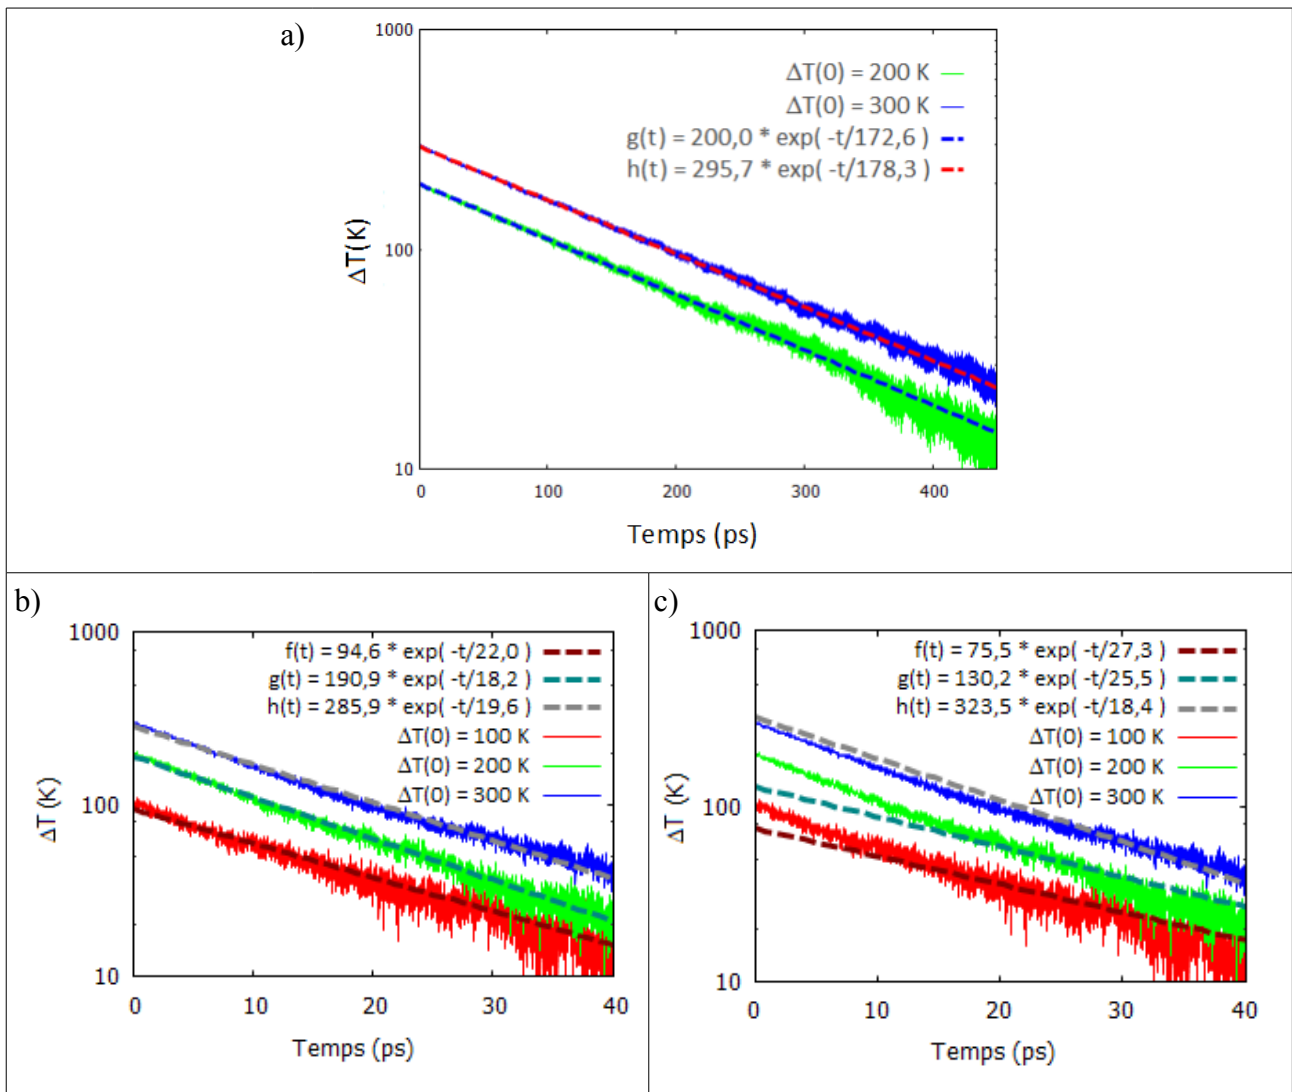 a)
1000
ΔT(0) = 200 K
ΔT(0) = 300 K
g(t) = 200,0 * exp( -t/172,6 )
h(t) = 295,7 * exp( -t/178,3 )
ΔT(K)
100
10
0 100 200 300 400
Temps (ps)
b)
1000
f(t) = 94,6 * exp( -t/22,0 )
g(t) = 190,9 * exp( -t/18,2 )
h(t) = 285,9 * exp( -t/19,6 )
ΔT(0) = 100 K
ΔT(0) = 200 K
ΔT(0) = 300 K
ΔT (K)
100
10
0 10 20 30 40
Temps (ps)
c)
1000
f(t) = 75,5 * exp( -t/27,3 )
g(t) = 130,2 * exp( -t/25,5 )
h(t) = 323,5 * exp( -t/18,4 )
ΔT(0) = 100 K
ΔT(0) = 200 K
ΔT(0) = 300 K
ΔT (K)
100
10
0 10 20 30 40
Temps (ps)